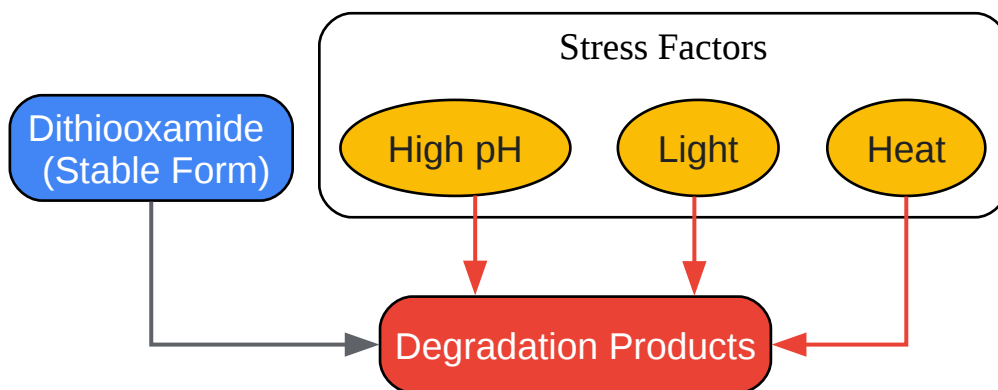 Stress Factors
Dithiooxamide
(Stable Form)
High pH
Light
Heat
Degradation Products